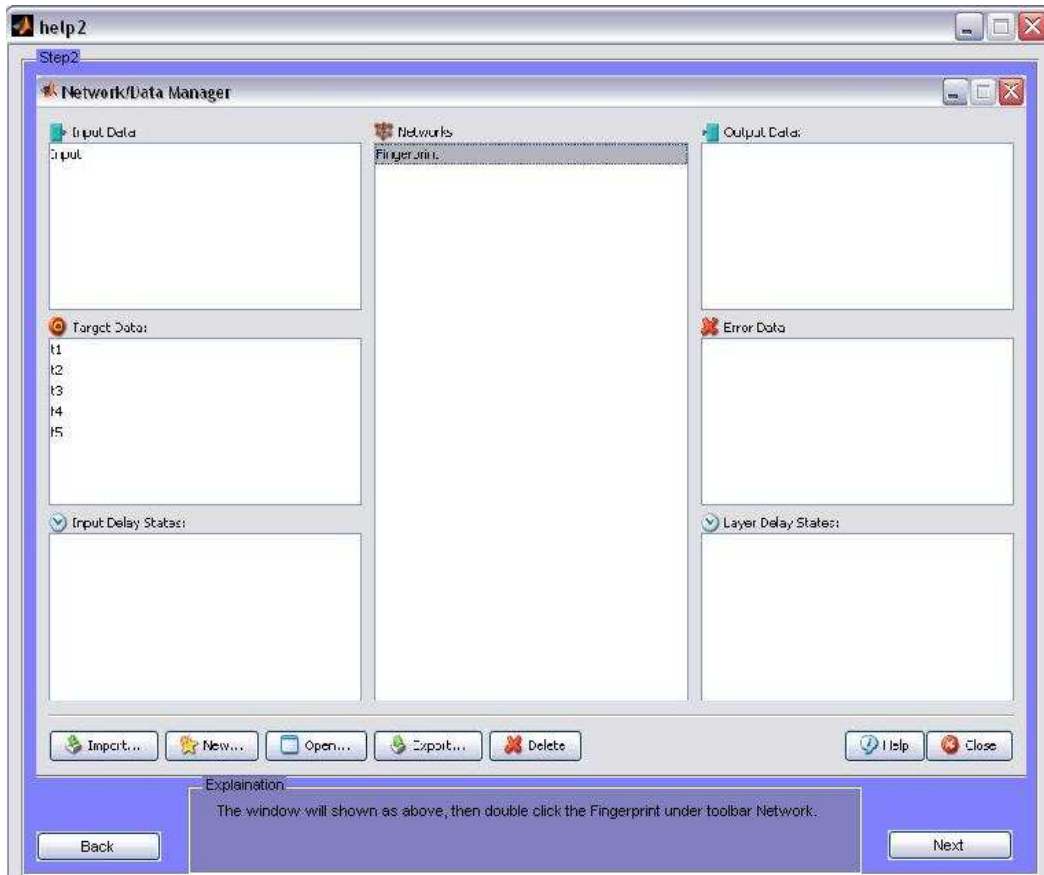 help2
Step2
Network/Data Manager
Input Data
Input
Networks
Fingerprint
Output Data:
Target Data:
t1
t2
t3
t4
t5
Error Data
Input Delay States:
Layer Delay States:
Import...
New...
Open...
Export...
Delete
Help
Close
Explaination
The window will shown as above, then double click the Fingerprint under toolbar Network.
Back
Next